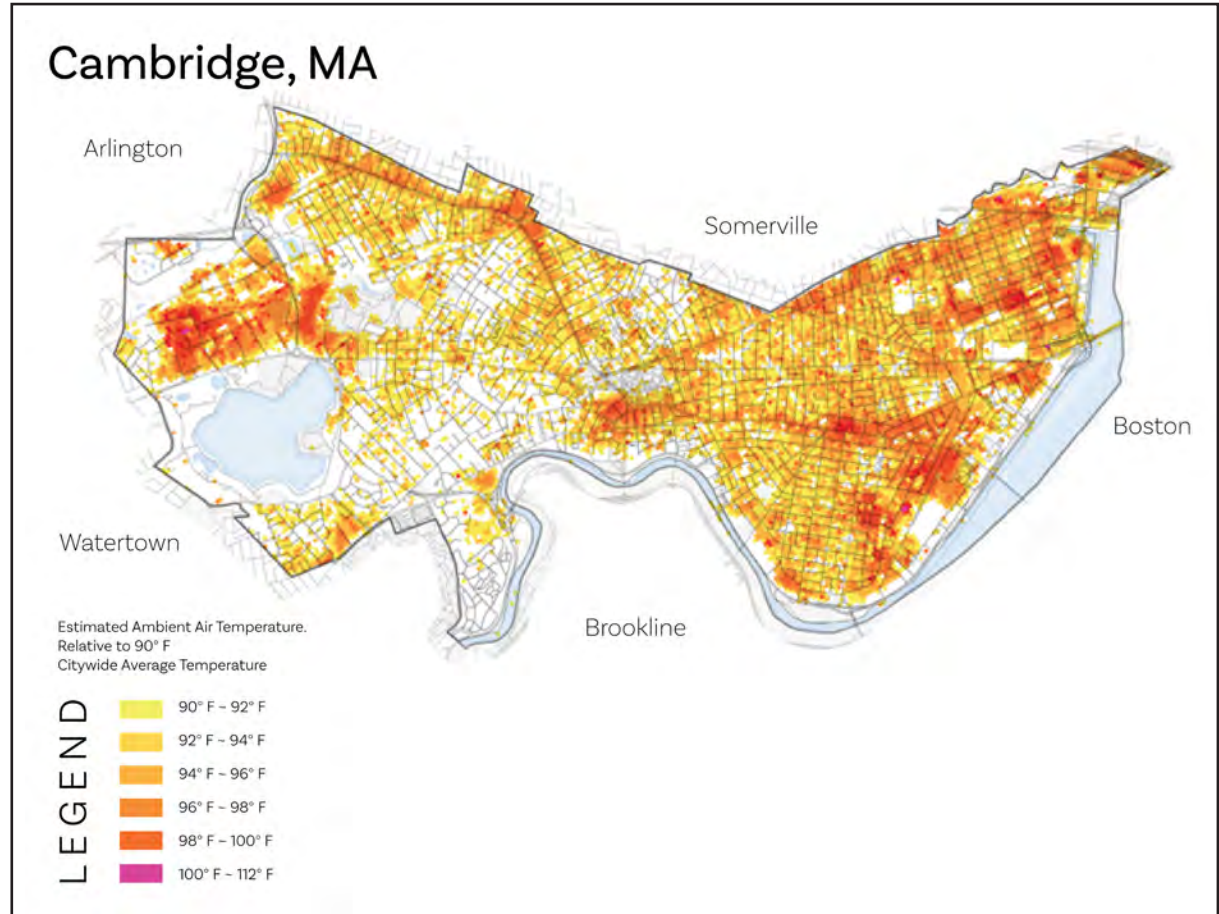 Cambridge, MA
Arlington
Somerville
Boston
Watertown
Brookline
Estimated Ambient Air Temperature.
Relative to 90° F
Citywide Average Temperature
LEGEND
90° F ~ 92° F
92° F ~ 94° F
94° F ~ 96° F
96° F ~ 98° F
98° F ~ 100° F
100° F ~ 112° F